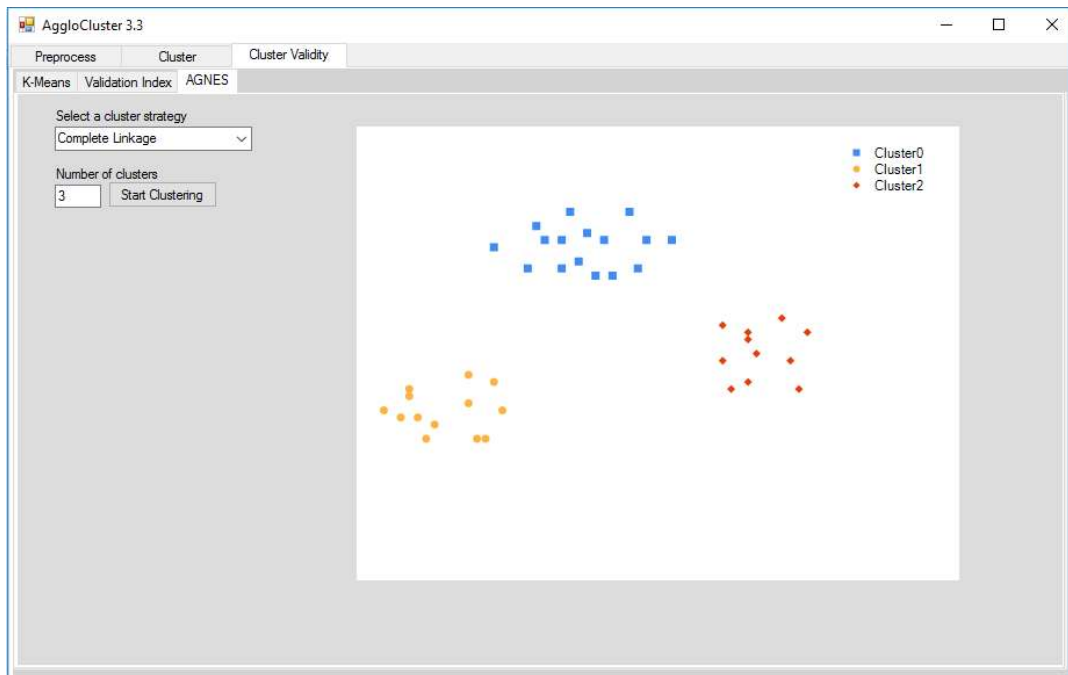 AggloCluster 3.3
Preprocess Cluster Cluster Validity
K-Means Validation Index AGNES
Select a cluster strategy
Complete Linkage
Number of clusters
3 Start Clustering
Cluster0
Cluster1
Cluster2